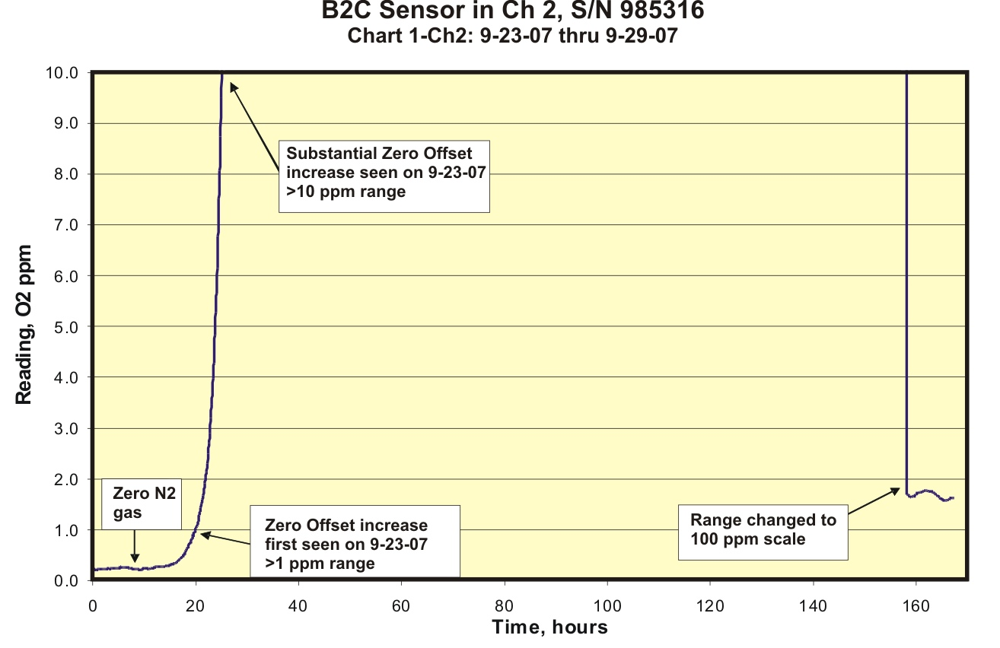 B2C Sensor in Ch 2, S/N 985316
Chart 1-Ch2: 9-23-07 thru 9-29-07
10.0
9.0
8.0
7.0
6.0
5.0
4.0
3.0
2.0
1.0
0.0
Reading, O2 ppm
Substantial Zero Offset
increase seen on 9-23-07
>10 ppm range
Zero N2
gas
Zero Offset increase
first seen on 9-23-07
>1 ppm range
Range changed to
100 ppm scale
0 20 40 60 80 100 120 140 160
Time, hours